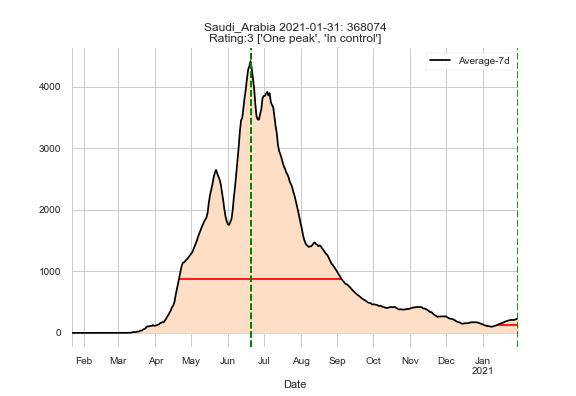 Saudi_Arabia 2021-01-31: 368074
Rating:3 ['One peak', 'In control']
Average-7d
4000
3000
2000
1000
0
Feb Mar Apr May Jun Jul Aug Sep Oct Nov Dec Jan
2021
Date